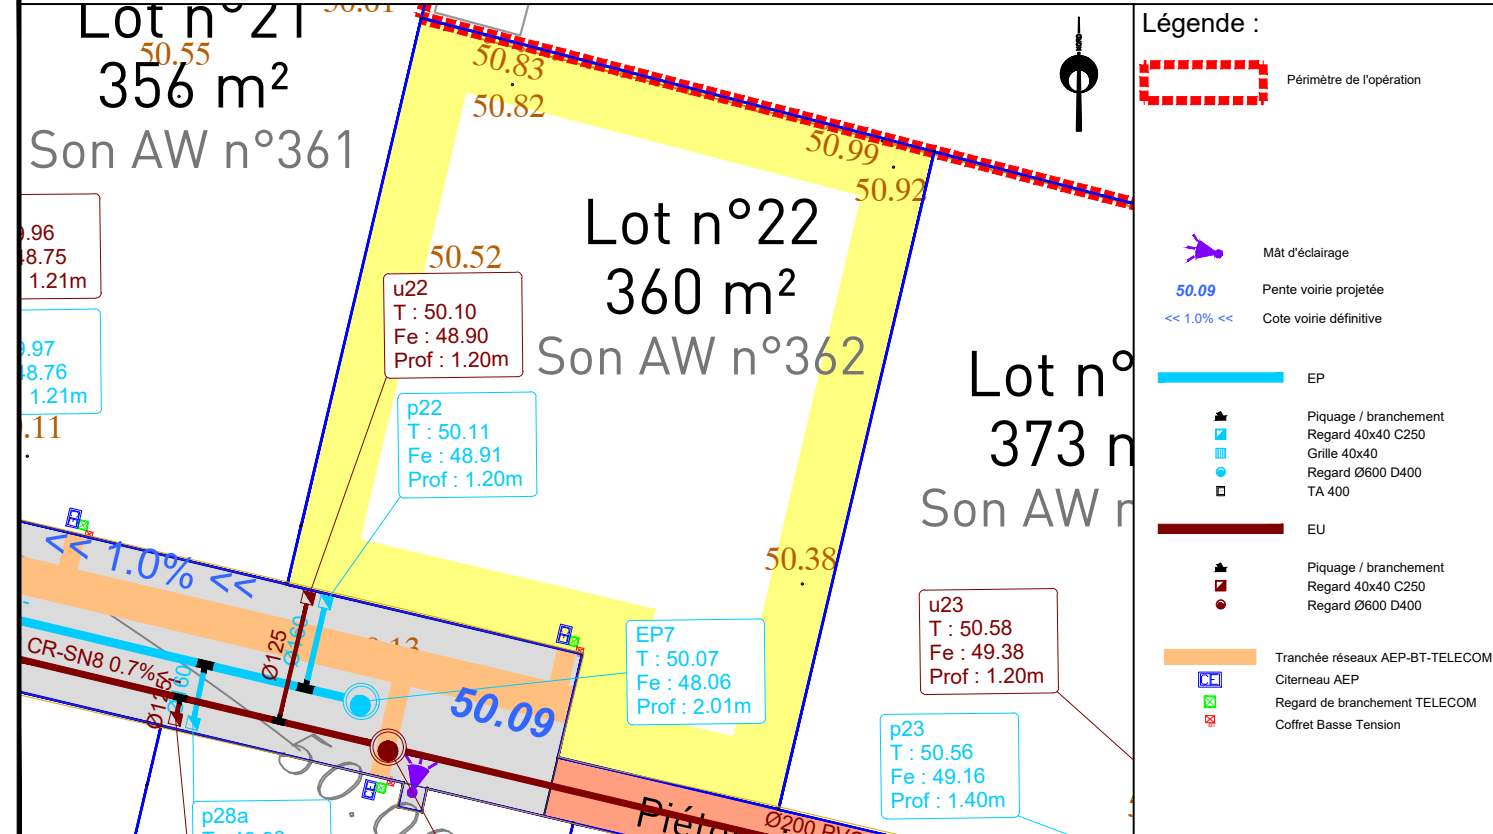 Lot n°21
50.55
356 m²
Son AW n°361
50.83
50.82
50.99
50.92
Lot n°22
360 m²
Son AW n°362
50.52
u22
T : 50.10
Fe : 48.90
Prof : 1.20m
p22
T : 50.11
Fe : 48.91
Prof : 1.20m
48.75
1.21m
48.76
1.21m
Lot n°
373
Son AW
50.38
<< 1.0% <<
CR-SN8 0.7%<
Ø125
Ø160
Ø125
50.09
EP7
T : 50.07
Fe : 48.06
Prof : 2.01m
u23
T : 50.58
Fe : 49.38
Prof : 1.20m
p23
T : 50.56
Fe : 49.16
Prof : 1.40m
p28a
Ø200
Légende :
Périmètre de l'opération
NORD
Mât d'éclairage
50.09 Pente voirie projetée
<< 1.0% << Cote voirie définitive
EP
Piquage / branchement
Regard 40x40 C250
Grille 40x40
Regard Ø600 D400
TA 400
EU
Piquage / branchement
Regard 40x40 C250
Regard Ø600 D400
Tranchée réseaux AEP-BT-TELECOM
Citerneau AEP
Regard de branchement TELECOM
Coffret Basse Tension